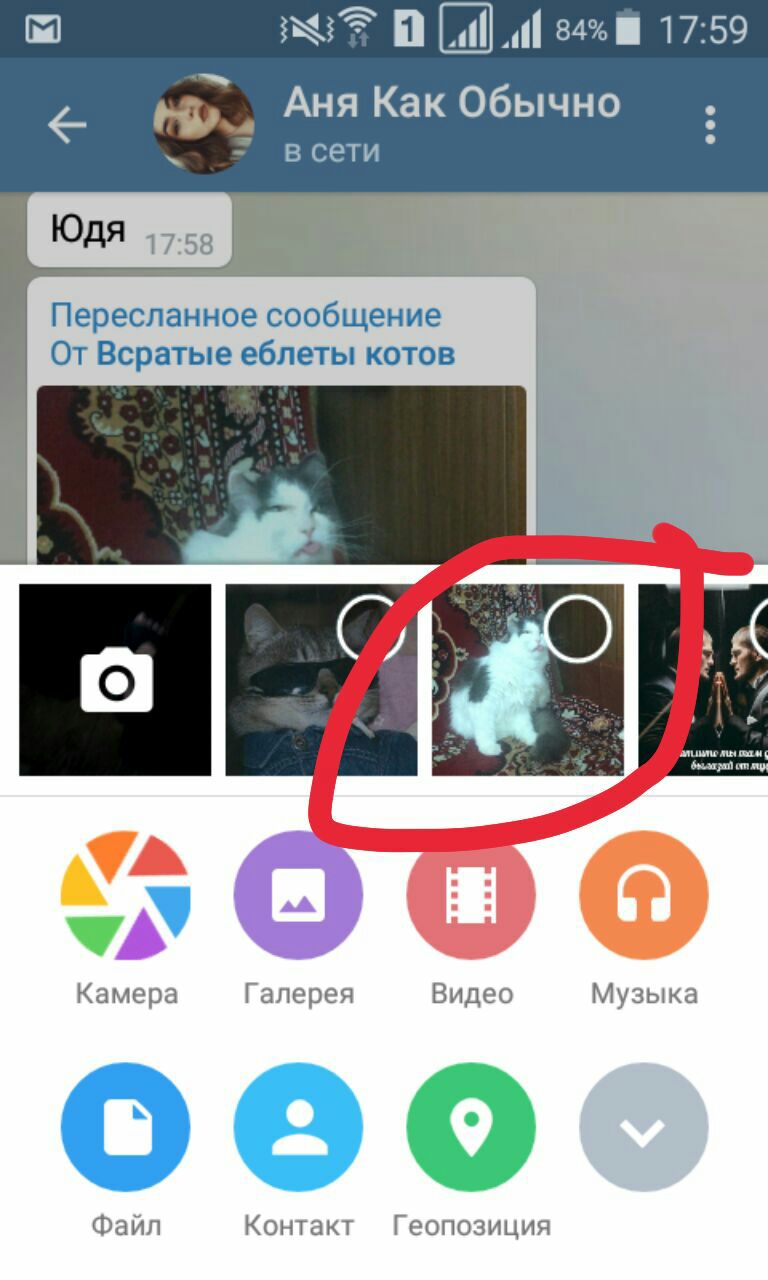 1 84% 17:59
Аня Как Обычно
в сети
Юдя 17:58
Пересланное сообщение
От Всратые еблеты котов
Камера Галерея Видео Музыка
Файл Контакт Геопозиция